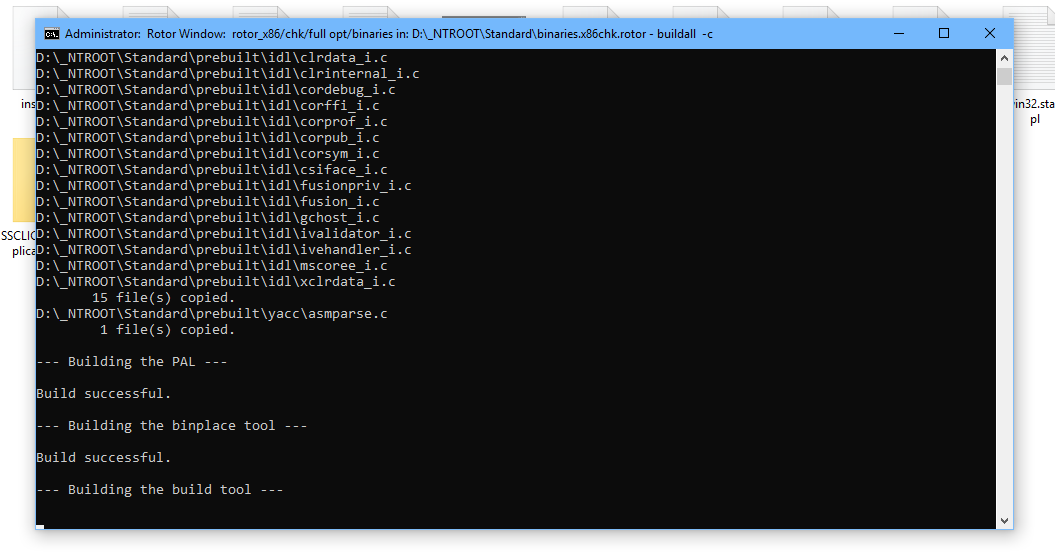 Administrator:  Rotor Window:  rotor_x86/chk/full opt/binaries in: D:\_NTROOT\Standard\binaries.x86chk.rotor - buildall  -c
D:\_NTROOT\Standard\prebuilt\idl\clrdata_i.c
D:\_NTROOT\Standard\prebuilt\idl\clrinternal_i.c
D:\_NTROOT\Standard\prebuilt\idl\cordebug_i.c
D:\_NTROOT\Standard\prebuilt\idl\corffi_i.c
D:\_NTROOT\Standard\prebuilt\idl\corprof_i.c
D:\_NTROOT\Standard\prebuilt\idl\corpub_i.c
D:\_NTROOT\Standard\prebuilt\idl\corsym_i.c
D:\_NTROOT\Standard\prebuilt\idl\csiface_i.c
D:\_NTROOT\Standard\prebuilt\idl\fusionpriv_i.c
D:\_NTROOT\Standard\prebuilt\idl\fusion_i.c
D:\_NTROOT\Standard\prebuilt\idl\gchost_i.c
D:\_NTROOT\Standard\prebuilt\idl\ivalidator_i.c
D:\_NTROOT\Standard\prebuilt\idl\ivehandler_i.c
D:\_NTROOT\Standard\prebuilt\idl\mscoree_i.c
D:\_NTROOT\Standard\prebuilt\idl\xclrdata_i.c
       15 file(s) copied.
D:\_NTROOT\Standard\prebuilt\yacc\asmparse.c
        1 file(s) copied.
--- Building the PAL ---
Build successful.
--- Building the binplace tool ---
Build successful.
--- Building the build tool ---
ins
SSCLI
plica
in32.sta
pl